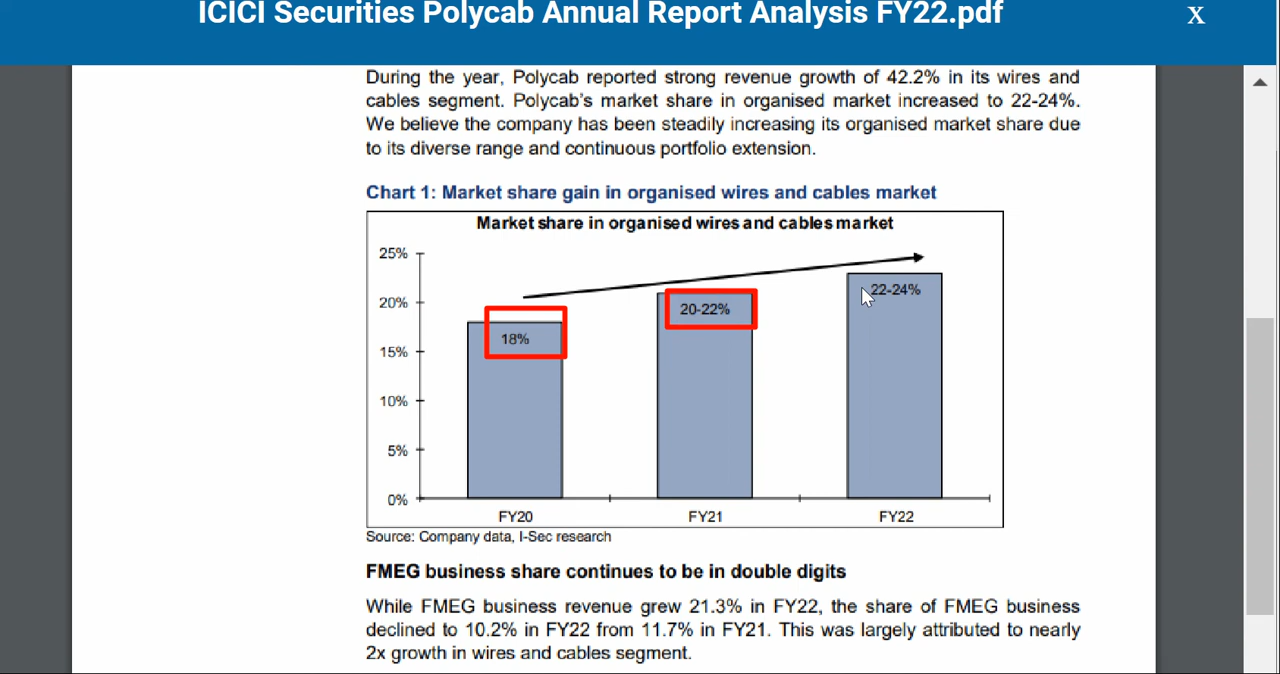 ICICI Securities Polycab Annual Report Analysis FY22.pdf
X
During the year, Polycab reported strong revenue growth of 42.2% in its wires and
cables segment. Polycab's market share in organised market increased to 22-24%.
We believe the company has been steadily increasing its organised market share due
to its diverse range and continuous portfolio extension.
Chart 1: Market share gain in organised wires and cables market
Market share in organised wires and cables market
25%
20%
15%
10%
5%
0%
18%
20-22%
22-24%
FY20
FY21
FY22
Source: Company data, I-Sec research
FMEG business share continues to be in double digits
While FMEG business revenue grew 21.3% in FY22, the share of FMEG business
declined to 10.2% in FY22 from 11.7% in FY21. This was largely attributed to nearly
2x growth in wires and cables segment.